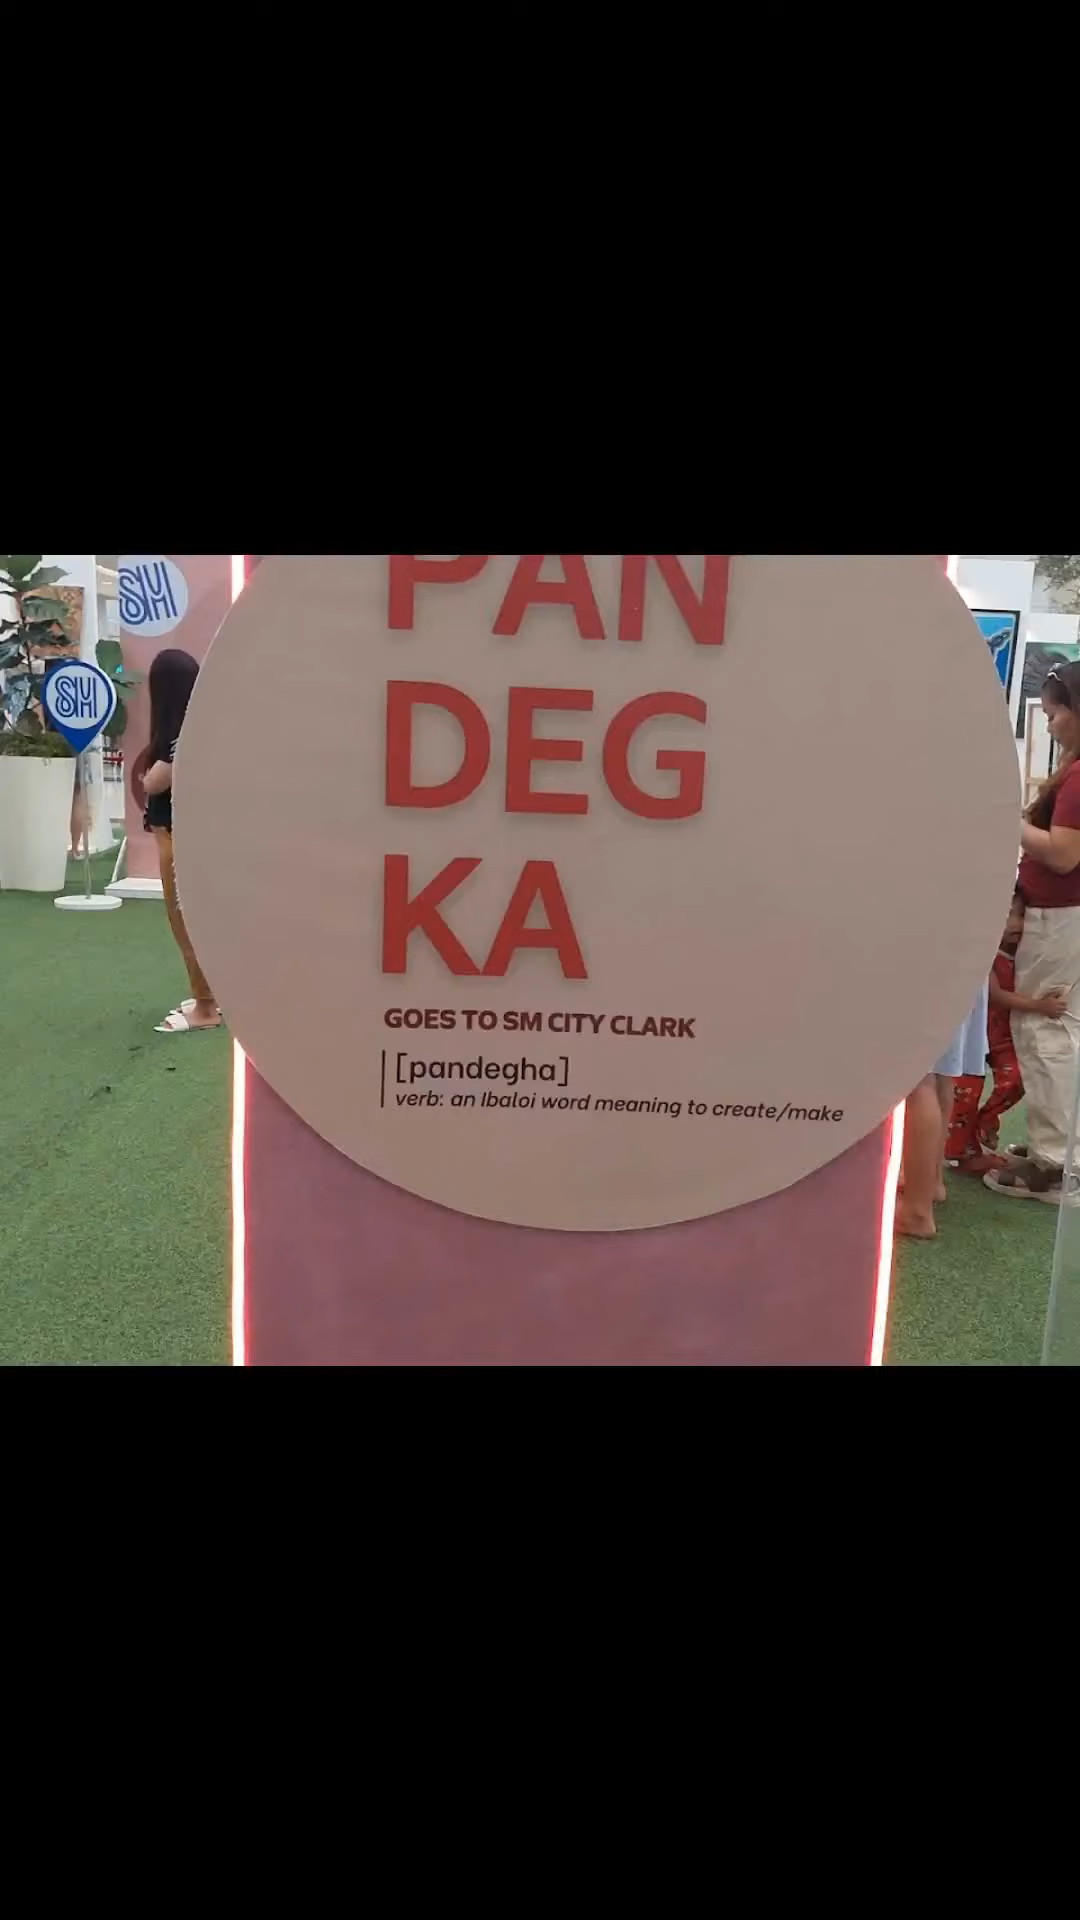 PAN
DEG
KA
GOES TO SM CITY CLARK
[pandegha]
verb: an Ibaloi word meaning to create/make
SM
SM